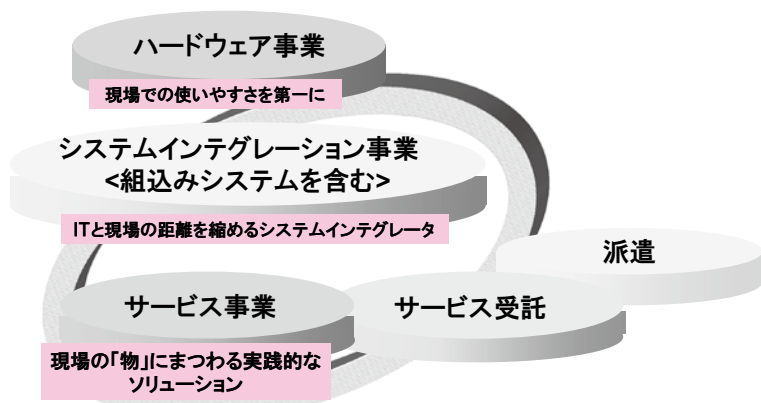 ハードウェア事業
現場での使いやすさを第一に
システムインテグレーション事業
<組込みシステムを含む>
ITと現場の距離を縮めるシステムインテグレータ
派遣
サービス事業
サービス受託
現場の「物」にまつわる実践的な
ソリューション